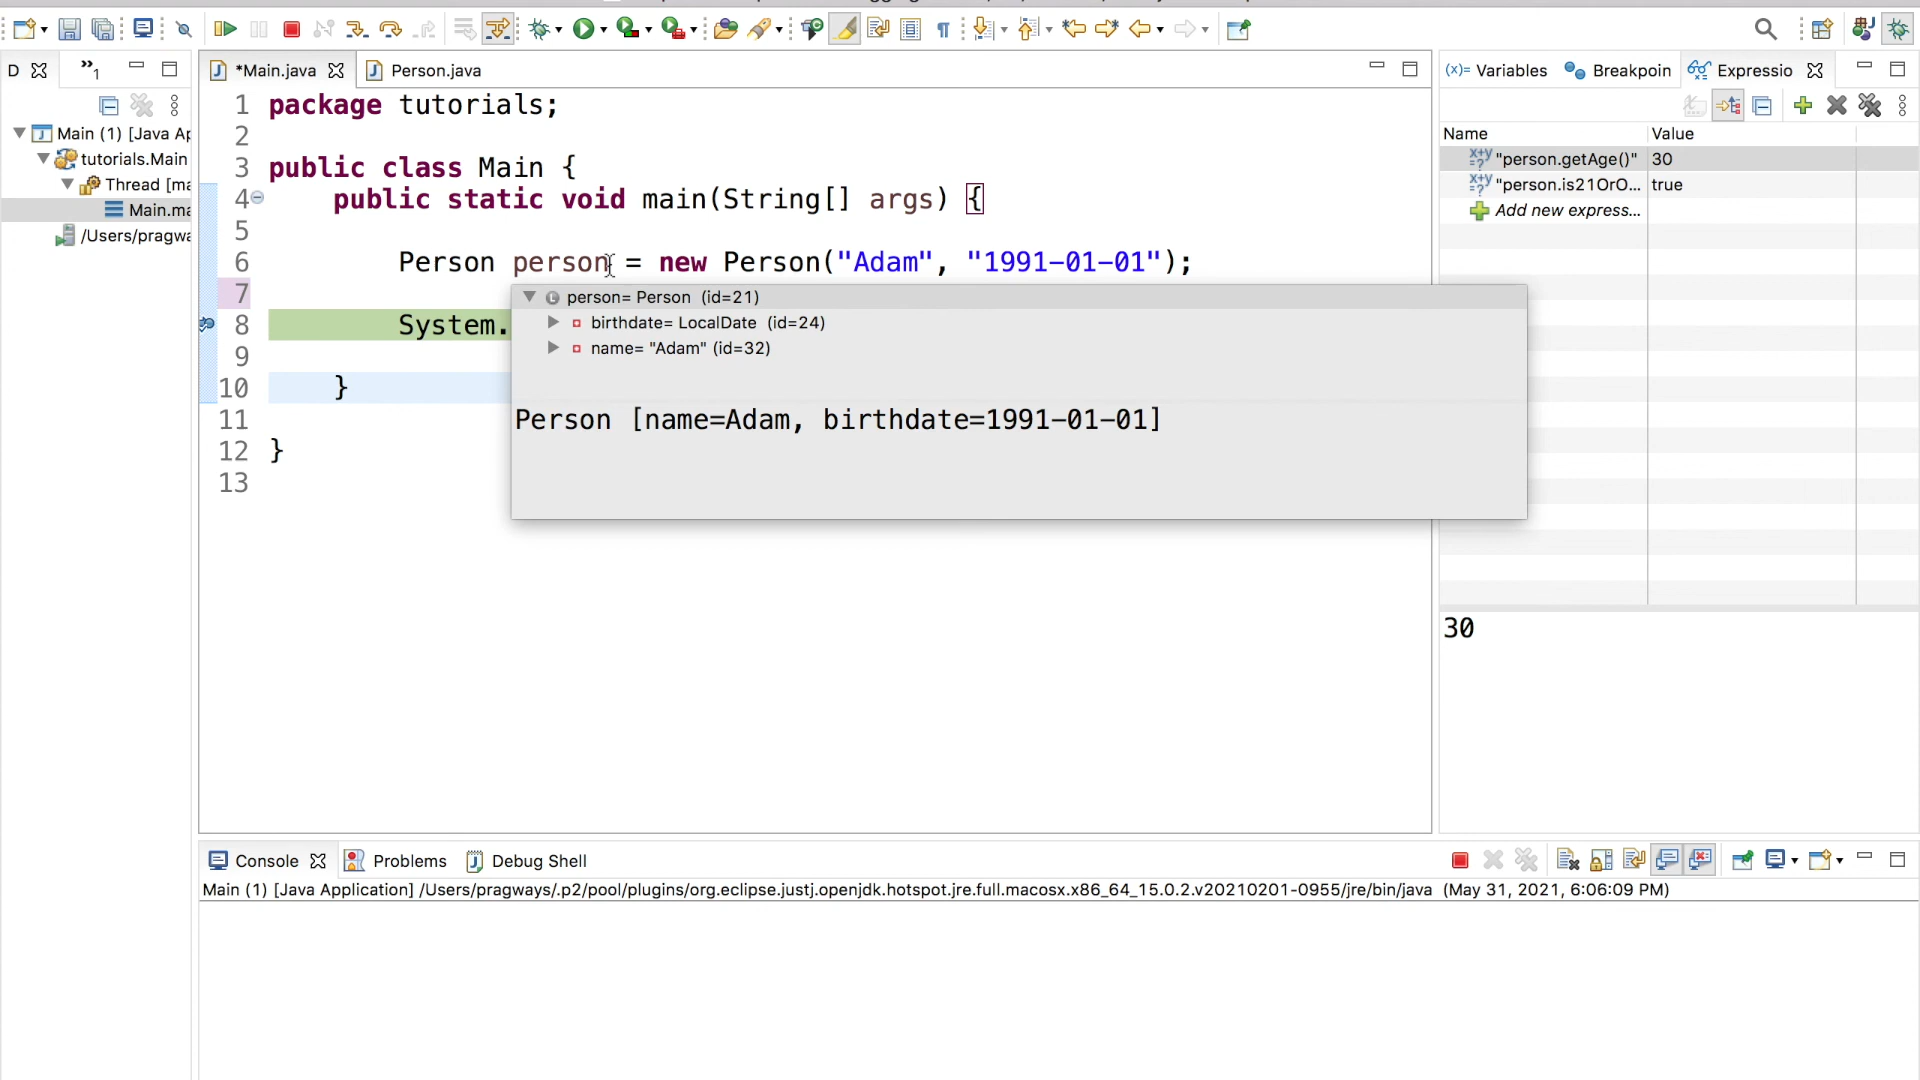 D
»1
*Main.java
Person.java
(x)= Variables
Breakpoin
Expressio
Main (1) [Java Ap
tutorials.Main
Thread [ma
Main.ma
/Users/pragwa
1 package tutorials;
2
3 public class Main {
4 public static void main(String[] args) {
5
6 Person person = new Person("Adam", "1991-01-01");
7
8 System.
9
10 }
11
12 }
13
person= Person (id=21)
birthdate= LocalDate (id=24)
name= "Adam" (id=32)
Person [name=Adam, birthdate=1991-01-01]
Name Value
"person.getAge()" 30
"person.is21OrO... true
Add new express...
30
Console
Problems
Debug Shell
Main (1) [Java Application] /Users/pragways/.p2/pool/plugins/org.eclipse.justj.openjdk.hotspot.jre.full.macosx.x86_64_15.0.2.v20210201-0955/jre/bin/java (May 31, 2021, 6:06:09 PM)